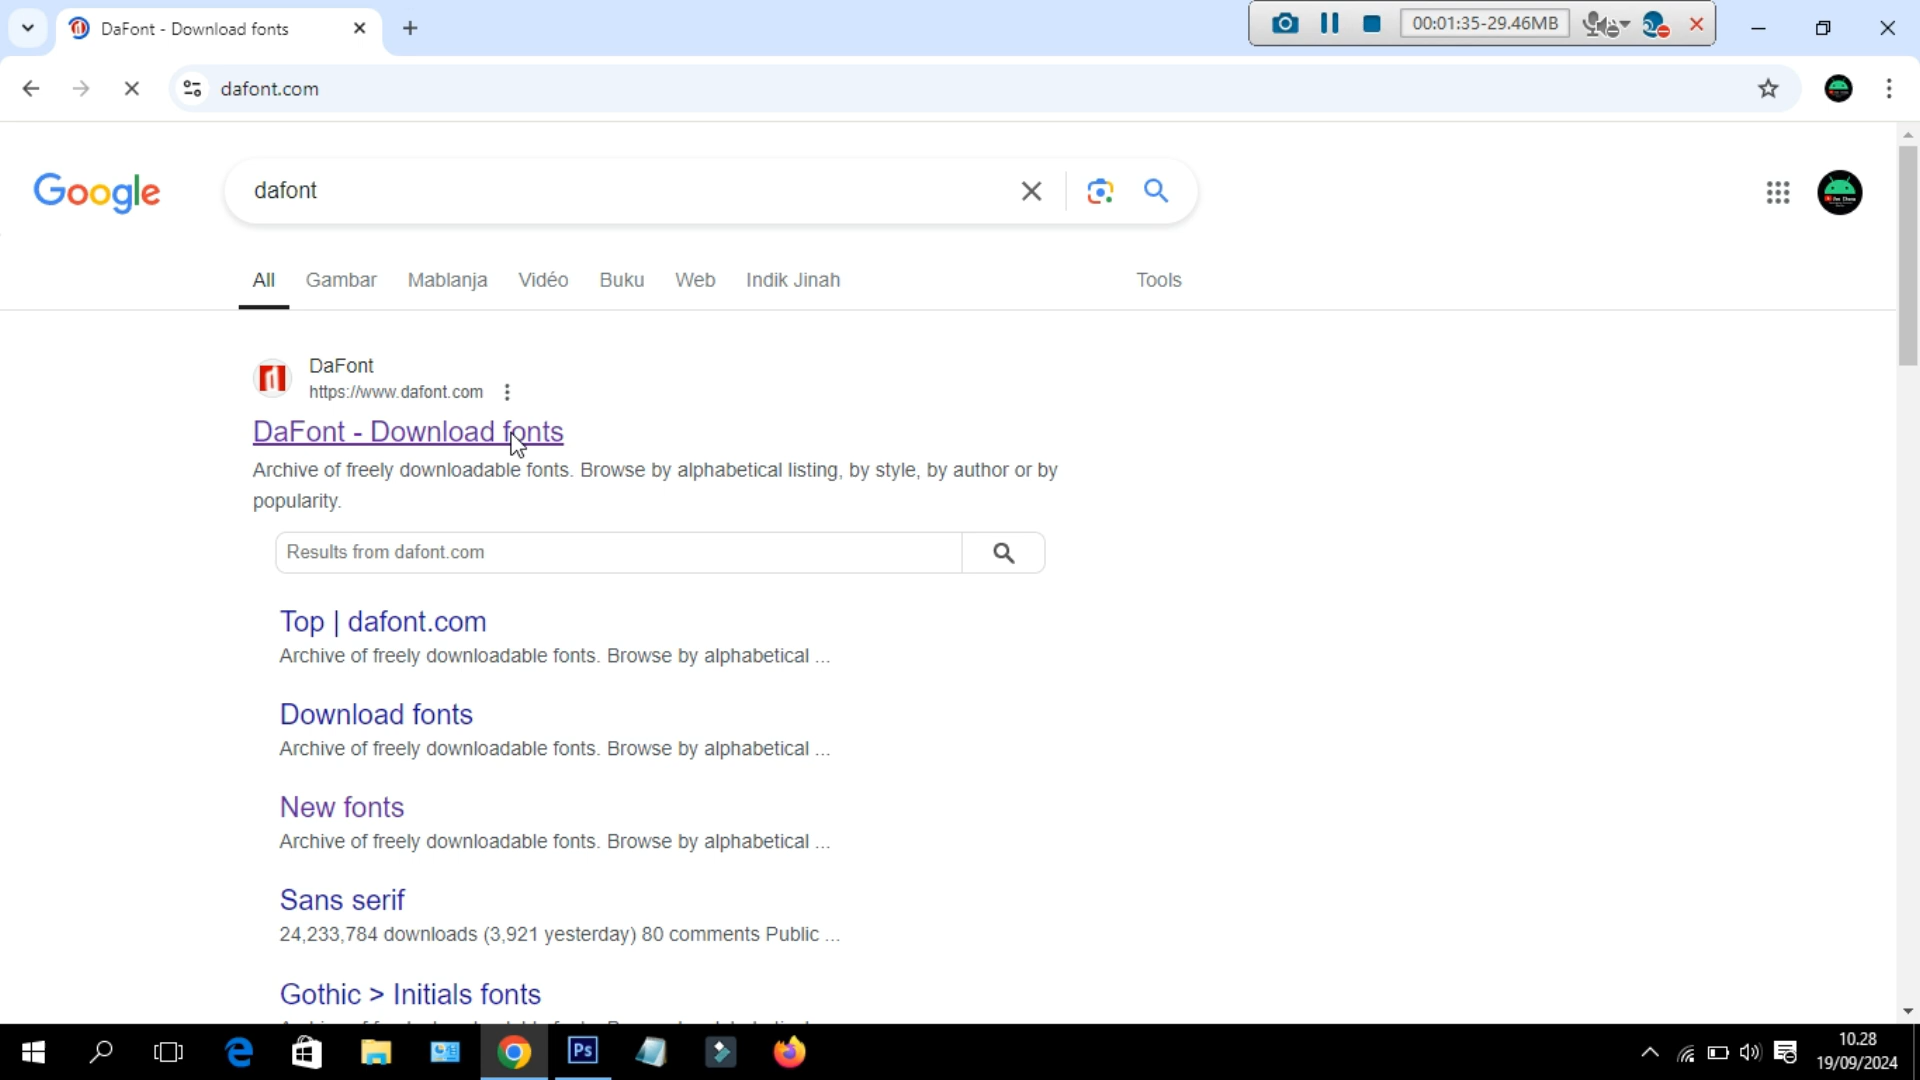 DaFont - Download fonts
00:01:35-29.46MB
dafont.com
Google
dafont
All Gambar Mablanja Vidéo Buku Web Indik Jinah Tools
DaFont
https://www.dafont.com
DaFont - Download fonts
Archive of freely downloadable fonts. Browse by alphabetical listing, by style, by author or by
popularity.
Results from dafont.com
Top | dafont.com
Archive of freely downloadable fonts. Browse by alphabetical ...
Download fonts
Archive of freely downloadable fonts. Browse by alphabetical ...
New fonts
Archive of freely downloadable fonts. Browse by alphabetical ...
Sans serif
24,233,784 downloads (3,921 yesterday) 80 comments Public ...
Gothic > Initials fonts
Ps
10.28
19/09/2024